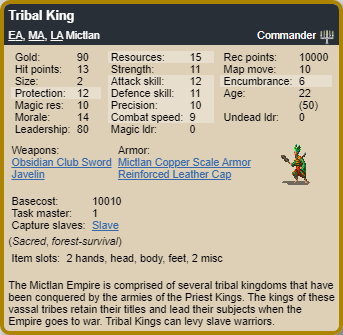 Tribal King
EA, MA, LA Mictlan Commander
Gold: 90 Resources: 15 Rec points: 10000
Hit points: 13 Strength: 11 Map move: 10
Size: 2 Attack skill: 12 Encumbrance: 6
Protection: 12 Defence skill: 11 Age: 22
Magic res: 10 Precision: 10 (50)
Morale: 14 Combat speed: 9 Undead ldr: 0
Leadership: 80 Magic ldr: 0
Weapons: Armor:
Obsidian Club Sword Mictlan Copper Scale Armor
Javelin Reinforced Leather Cap
Basecost: 10010
Task master: 1
Capture slaves: Slave
(Sacred, forest-survival)
Item slots: 2 hands, head, body, feet, 2 misc
The Mictlan Empire is comprised of several tribal kingdoms that have
been conquered by the armies of the Priest Kings. The kings of these
vassal tribes retain their titles and lead their subjects when the
Empire goes to war. Tribal Kings can levy slave warriors.